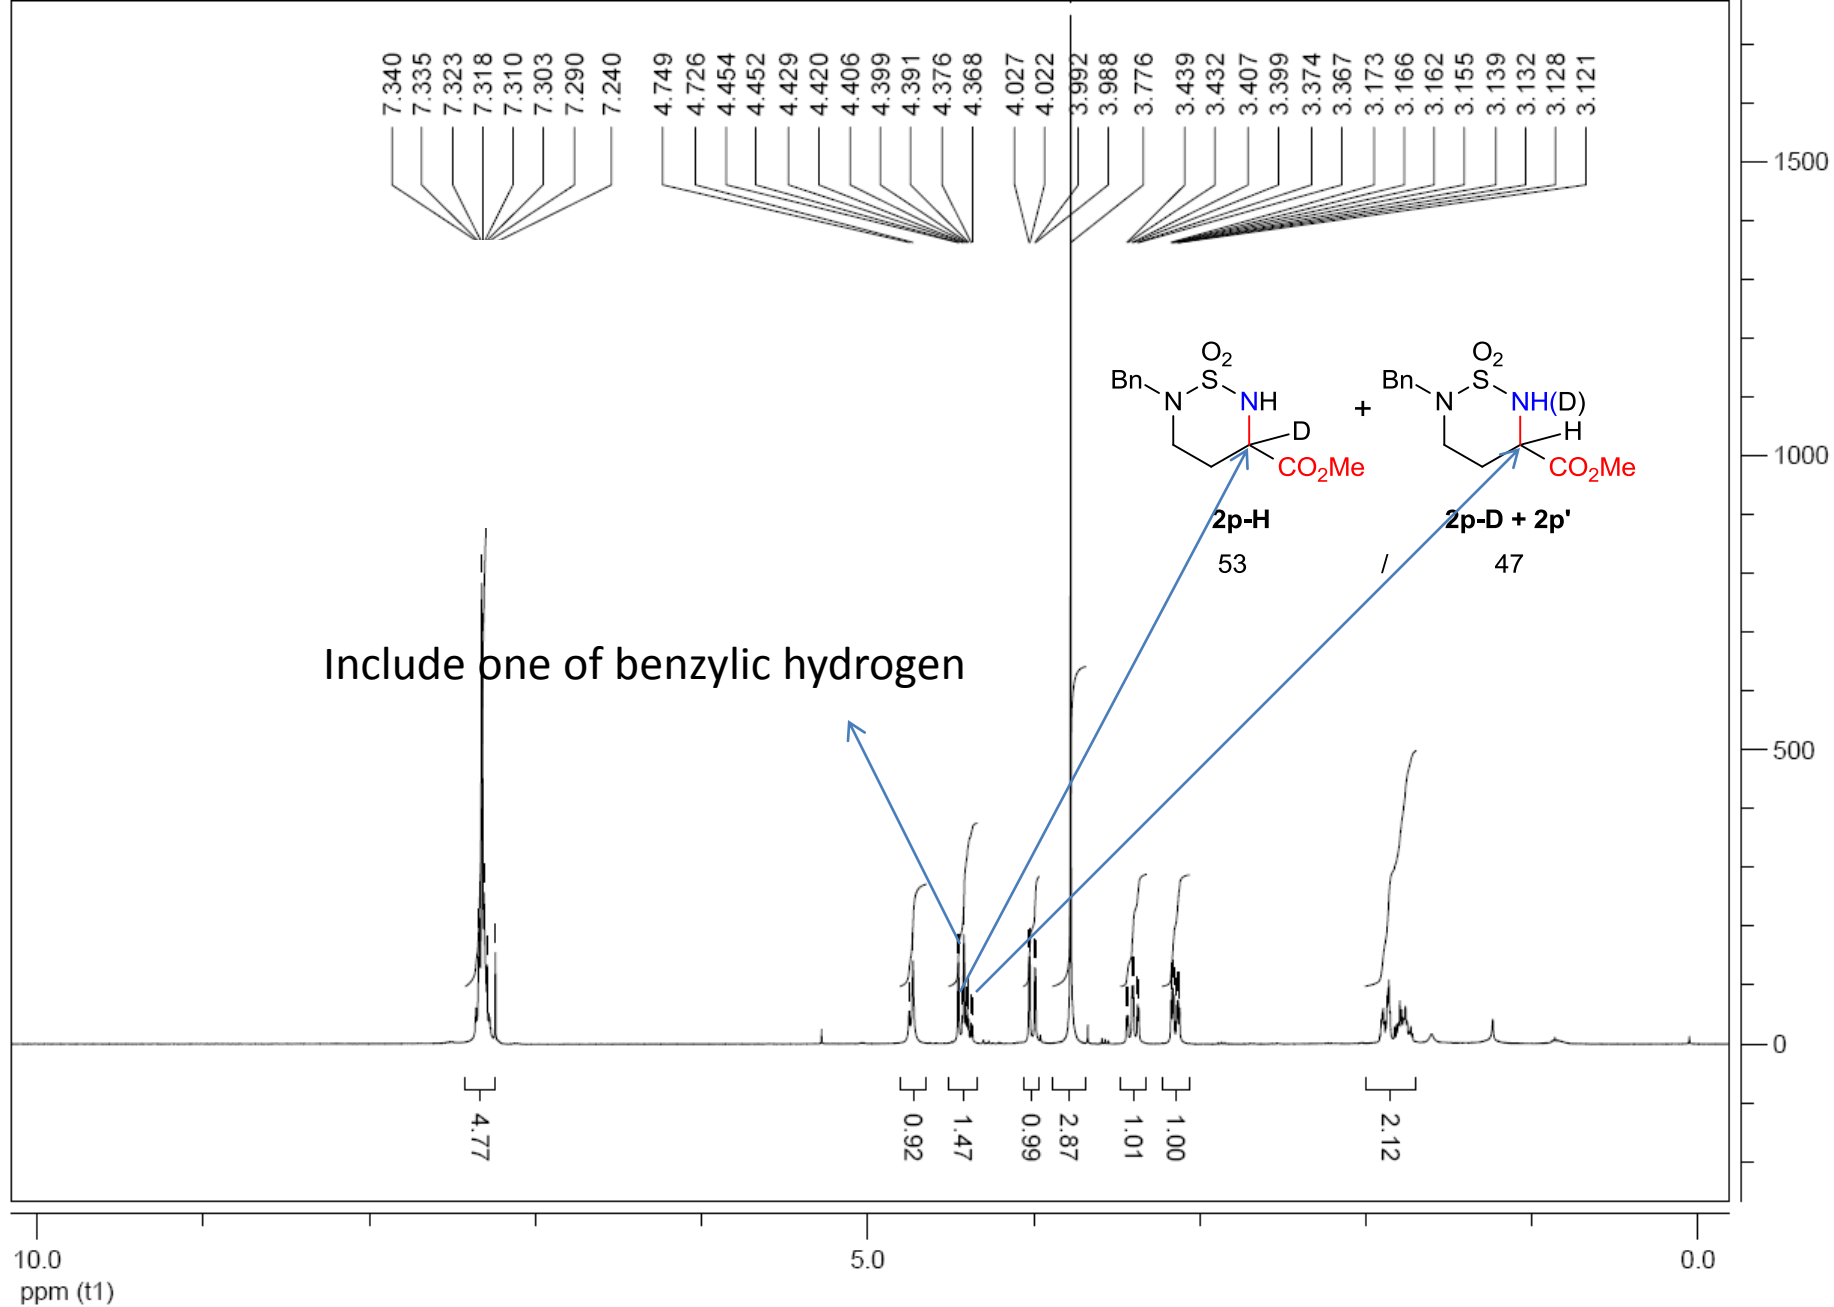 7.340 7.335 7.323 7.318 7.310 7.303 7.290 7.240 4.749 4.726 4.454 4.452 4.429 4.420 4.406 4.399 4.391 4.376 4.368 4.027 4.022 3.992 3.988 3.776 3.439 3.432 3.407 3.399 3.374 3.367 3.173 3.166 3.162 3.155 3.139 3.132 3.128 3.121
1500
1000
500
0
O2 O2
Bn S Bn S
N NH + N NH(D)
D H
CO2Me CO2Me
2p-H 2p-D + 2p'
53 / 47
Include one of benzylic hydrogen
4.77 0.92 1.47 0.99 2.87 1.01 1.00 2.12
10.0 5.0 0.0
ppm (t1)